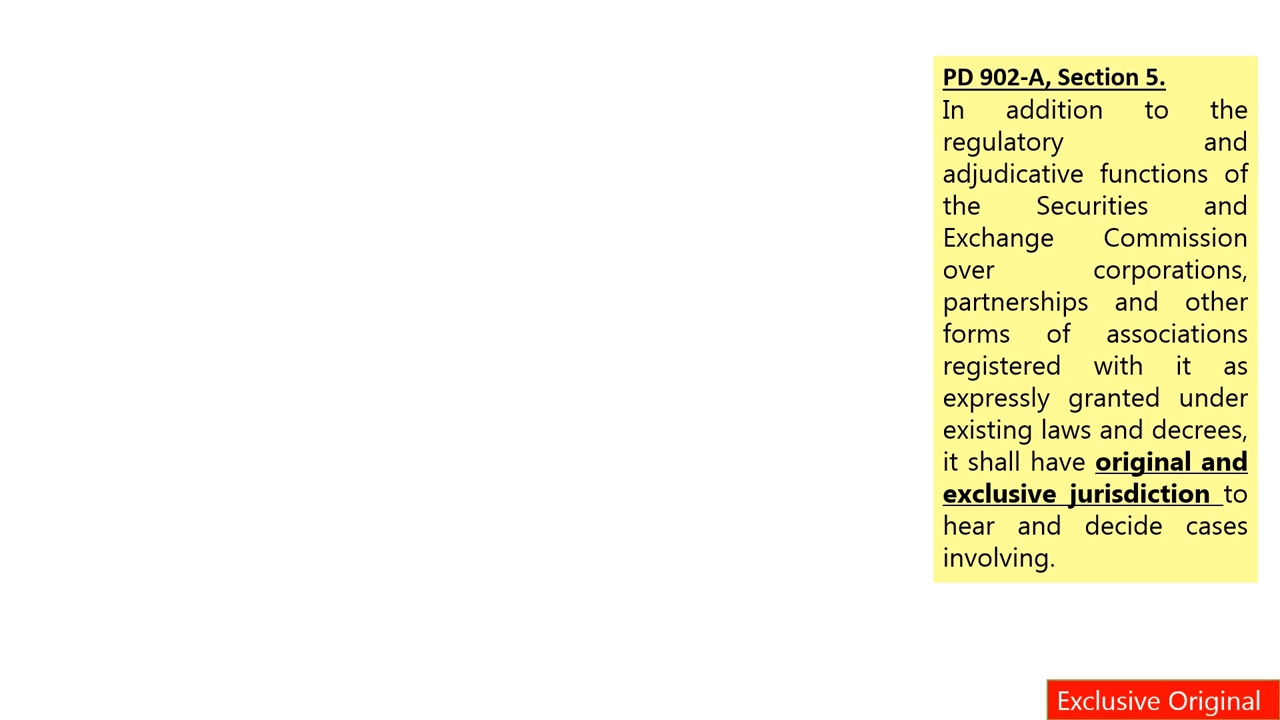 PD 902-A, Section 5.
In addition to the
regulatory and
adjudicative functions of
the Securities and
Exchange Commission
over corporations,
partnerships and other
forms of associations
registered with it as
expressly granted under
existing laws and decrees,
it shall have original and
exclusive jurisdiction to
hear and decide cases
involving.
Exclusive Original